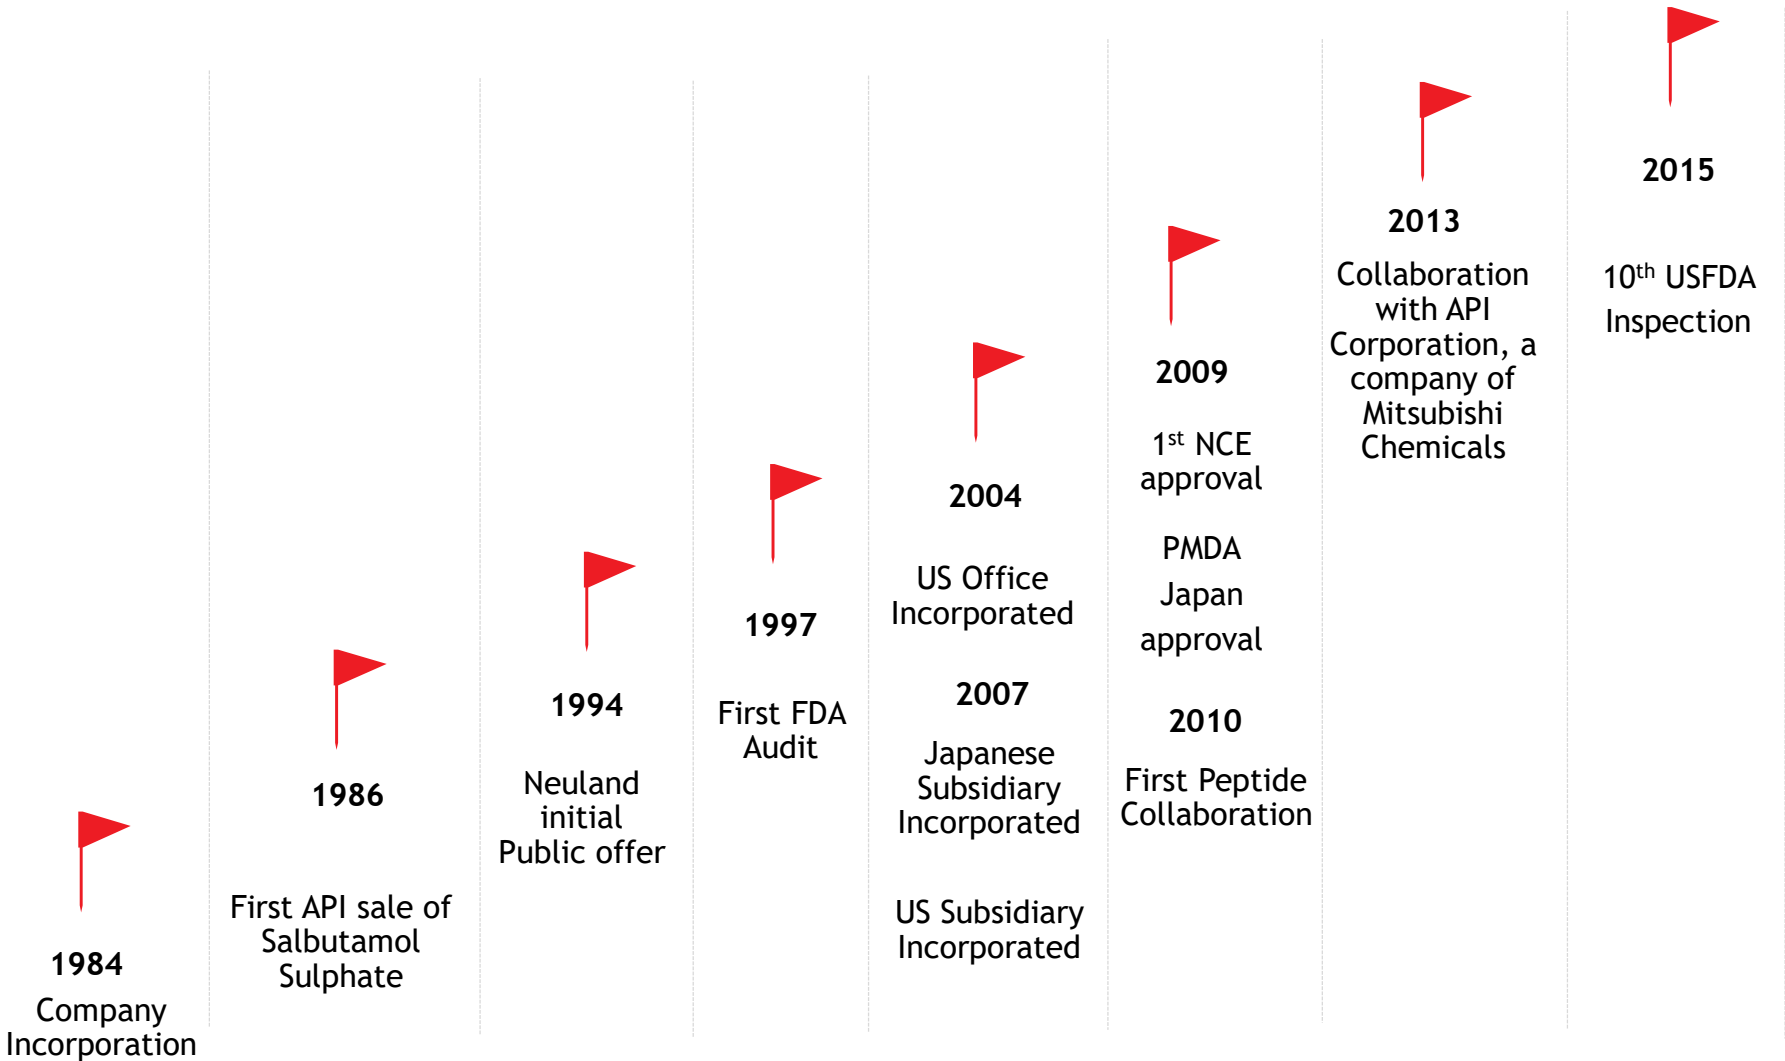 1984
Company
Incorporation
1986
First API sale of
Salbutamol
Sulphate
1994
Neuland
initial
Public offer
1997
First FDA
Audit
2004
US Office
Incorporated
2007
Japanese
Subsidiary
Incorporated
US Subsidiary
Incorporated
2009
1st NCE
approval
PMDA
Japan
approval
2010
First Peptide
Collaboration
2013
Collaboration
with API
Corporation, a
company of
Mitsubishi
Chemicals
2015
10th USFDA
Inspection